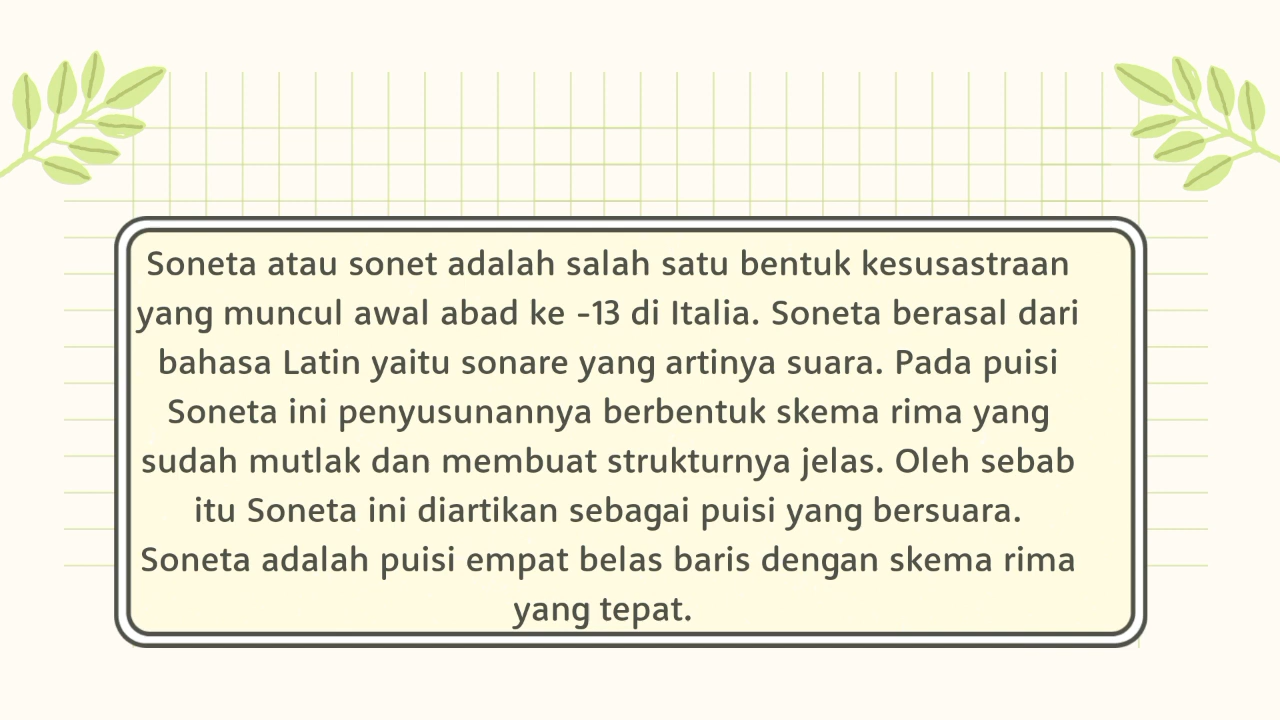 Soneta atau sonet adalah salah satu bentuk kesusastraan
yang muncul awal abad ke -13 di Italia. Soneta berasal dari
bahasa Latin yaitu sonare yang artinya suara. Pada puisi
Soneta ini penyusunannya berbentuk skema rima yang
sudah mutlak dan membuat strukturnya jelas. Oleh sebab
itu Soneta ini diartikan sebagai puisi yang bersuara.
Soneta adalah puisi empat belas baris dengan skema rima
yang tepat.